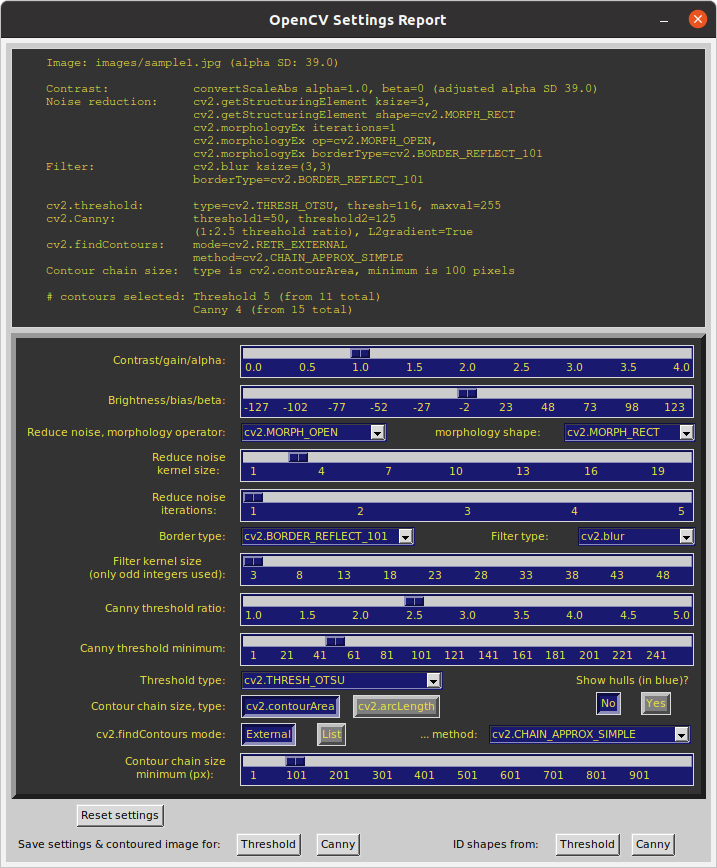 OpenCV Settings Report
Image: images/sample1.jpg (alpha SD: 39.0)
Contrast: convertScaleAbs alpha=1.0, beta=0 (adjusted alpha SD 39.0)
Noise reduction: cv2.getStructuringElement ksize=3,
cv2.getStructuringElement shape=cv2.MORPH_RECT
cv2.morphologyEx iterations=1
cv2.morphologyEx op=cv2.MORPH_OPEN,
cv2.morphologyEx borderType=cv2.BORDER_REFLECT_101
Filter: cv2.blur ksize=(3,3)
borderType=cv2.BORDER_REFLECT_101
cv2.threshold: type=cv2.THRESH_OTSU, thresh=116, maxval=255
cv2.Canny: threshold1=50, threshold2=125
(1:2.5 threshold ratio), L2gradient=True
cv2.findContours: mode=cv2.RETR_EXTERNAL
method=cv2.CHAIN_APPROX_SIMPLE
Contour chain size: type is cv2.contourArea, minimum is 100 pixels
# contours selected: Threshold 5 (from 11 total)
Canny 4 (from 15 total)
Contrast/gain/alpha:
0.0 0.5 1.0 1.5 2.0 2.5 3.0 3.5 4.0
Brightness/bias/beta:
-127 -102 -77 -52 -27 -2 23 48 73 98 123
Reduce noise, morphology operator: cv2.MORPH_OPEN morphology shape: cv2.MORPH_RECT
Reduce noise
kernel size: 1 4 7 10 13 16 19
Reduce noise
iterations: 1 2 3 4 5
Border type: cv2.BORDER_REFLECT_101 Filter type: cv2.blur
Filter kernel size
(only odd integers used): 3 8 13 18 23 28 33 38 43 48
Canny threshold ratio:
1.0 1.5 2.0 2.5 3.0 3.5 4.0 4.5 5.0
Canny threshold minimum:
1 21 41 61 81 101 121 141 161 181 201 221 241
Threshold type: cv2.THRESH_OTSU Show hulls (in blue)?
Contour chain size, type: cv2.contourArea cv2.arcLength No Yes
cv2.findContours mode: External List ... method: cv2.CHAIN_APPROX_SIMPLE
Contour chain size
minimum (px): 1 101 201 301 401 501 601 701 801 901
Reset settings
Save settings & contoured image for: Threshold Canny ID shapes from: Threshold Canny